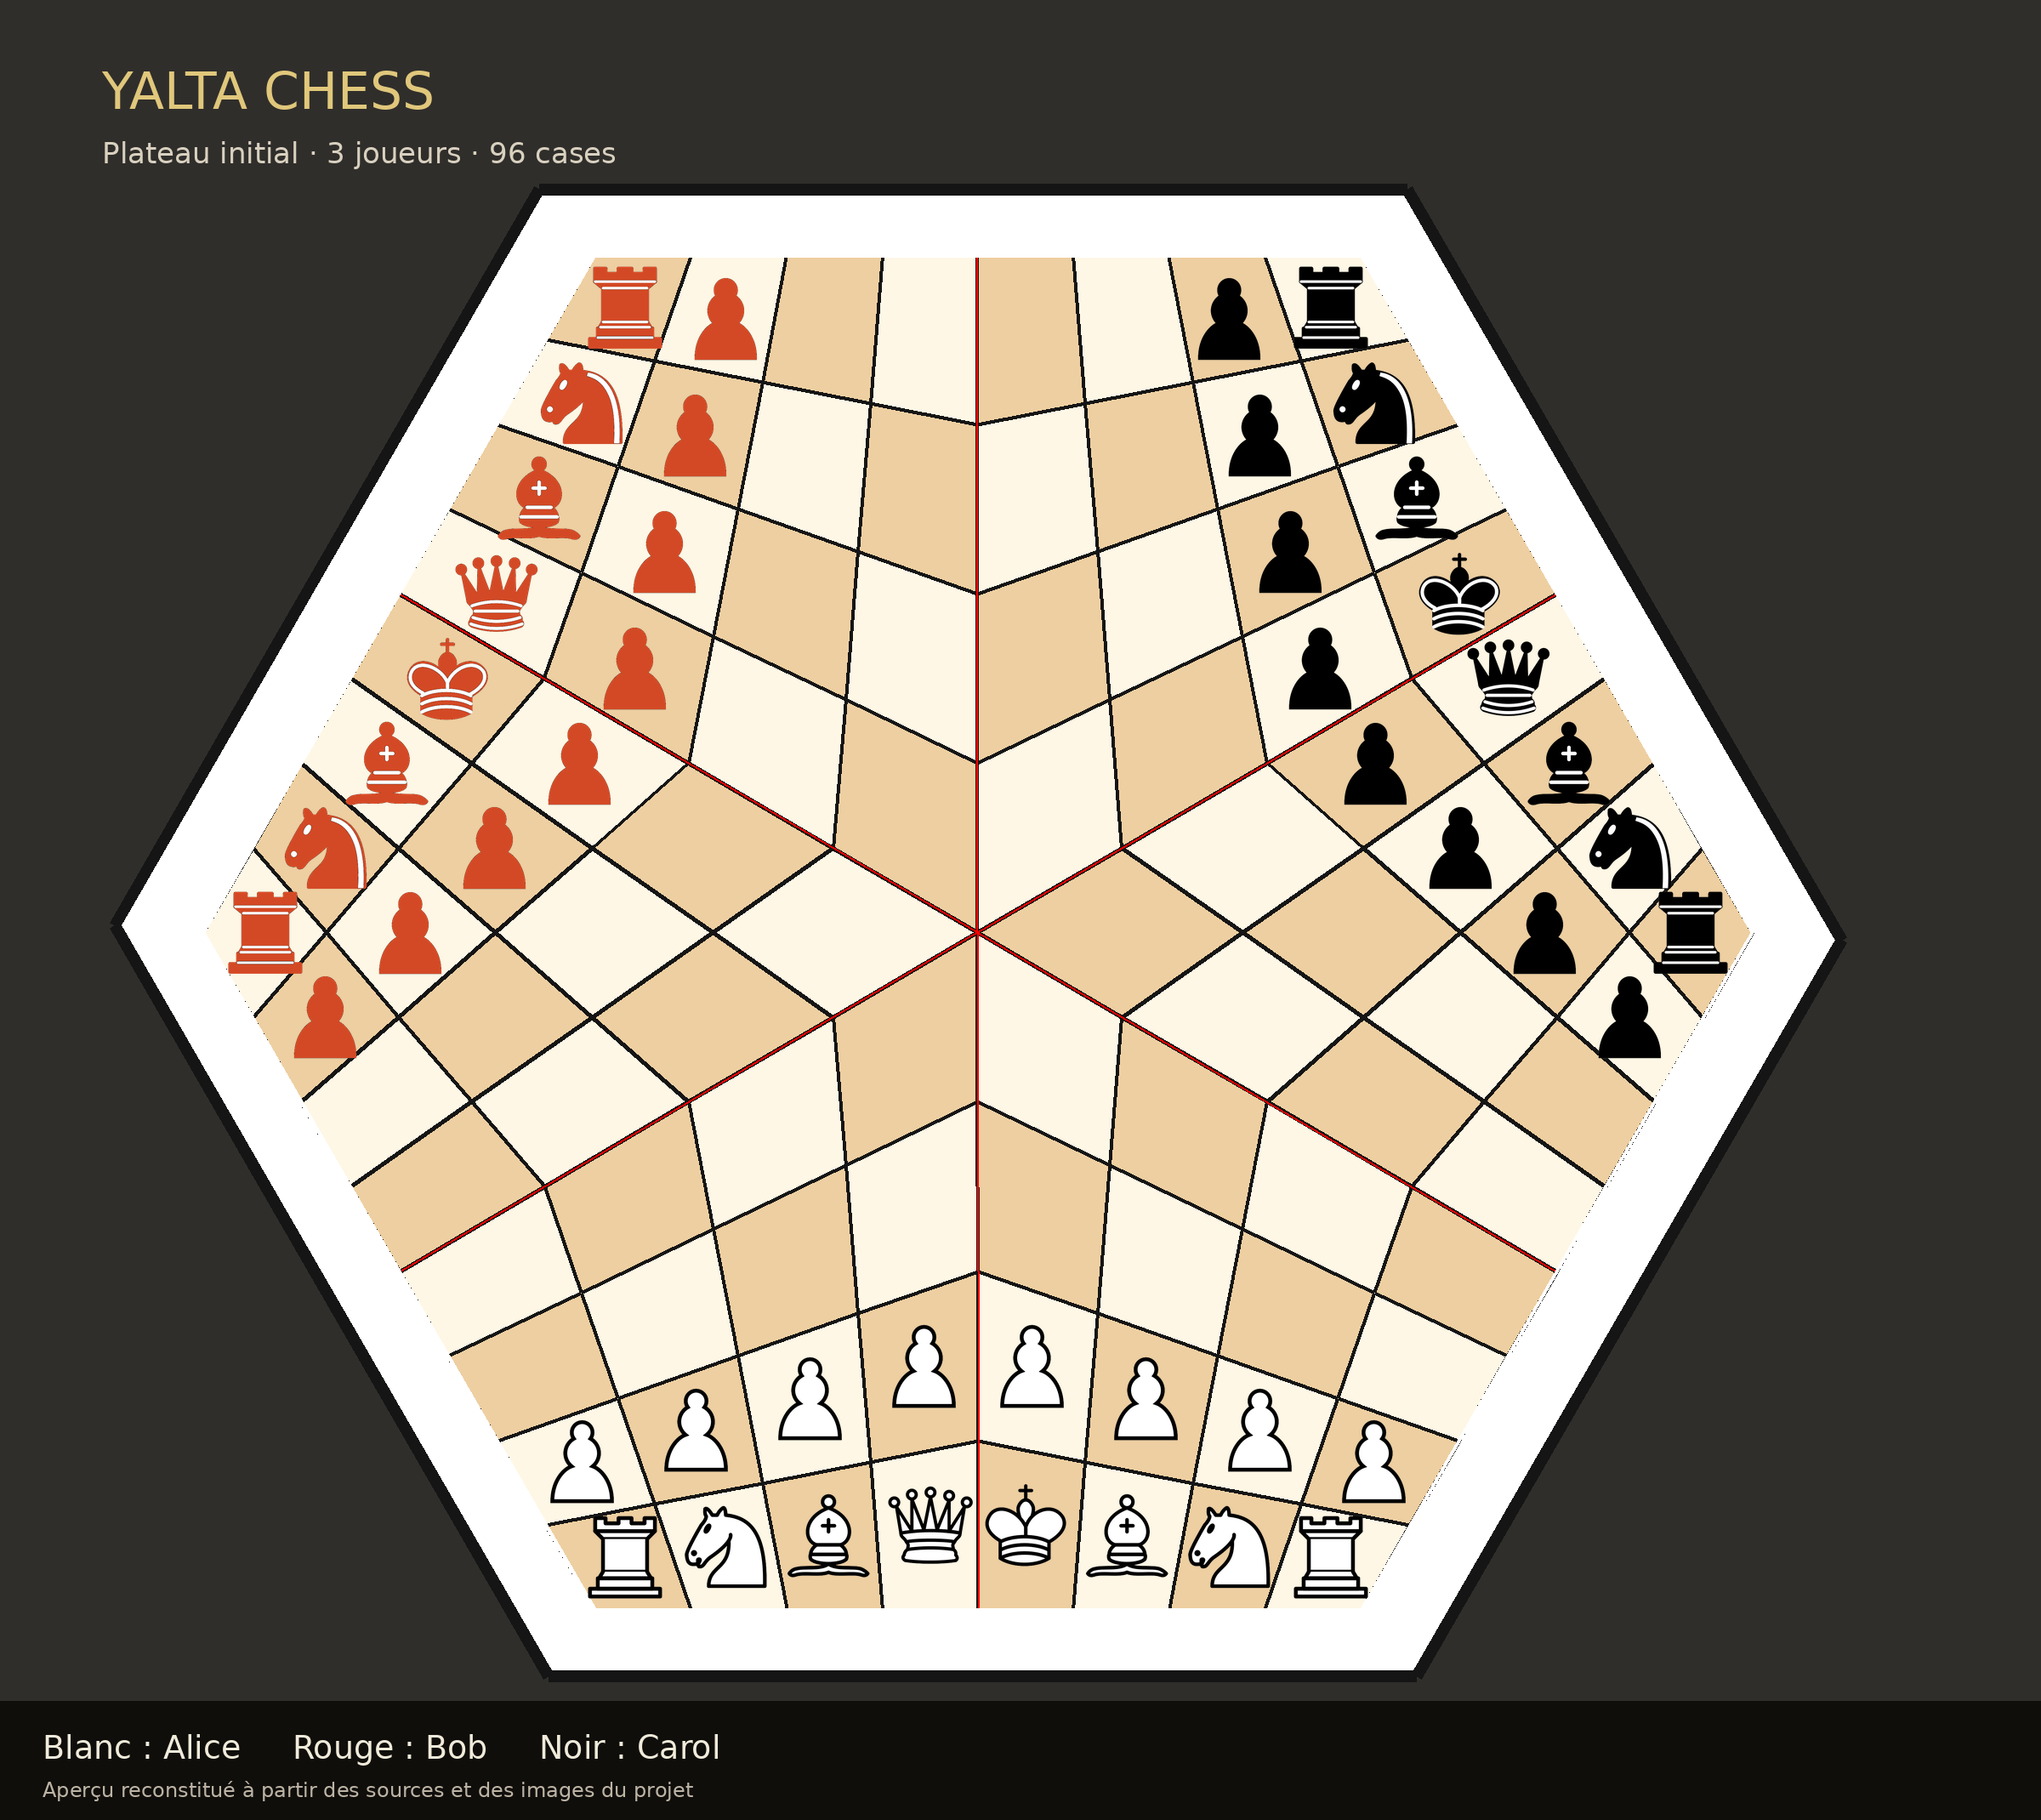 YALTA CHESS
Plateau initial · 3 joueurs · 96 cases
Blanc : Alice Rouge : Bob Noir : Carol
Aperçu reconstitué à partir des sources et des images du projet